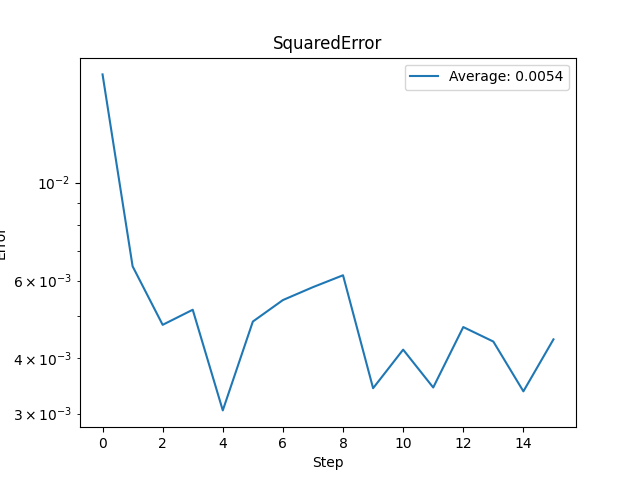 SquaredError
Average: 0.0054
10⁻²
6 × 10⁻³
4 × 10⁻³
3 × 10⁻³
Error
0 2 4 6 8 10 12 14
Step